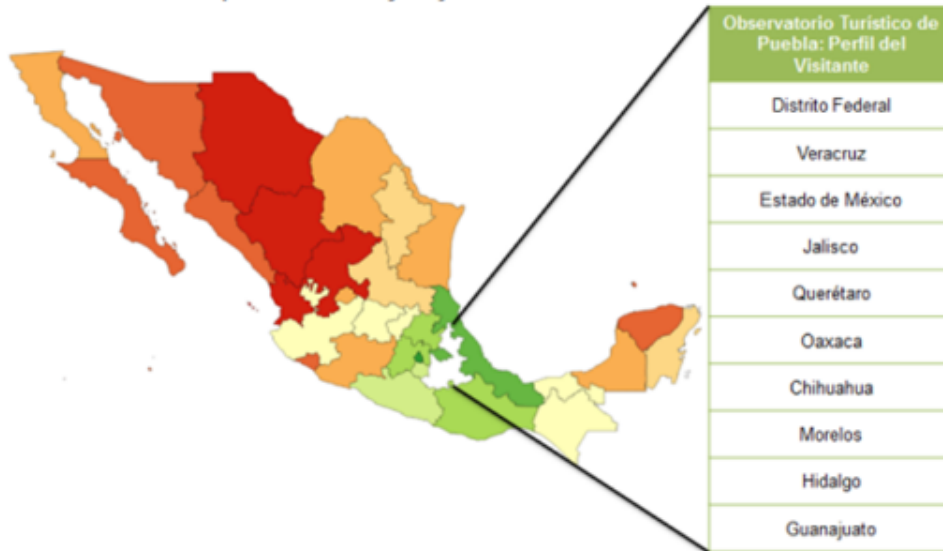 Observatorio Turístico de
Puebla: Perfil del
Visitante
Distrito Federal
Veracruz
Estado de México
Jalisco
Querétaro
Oaxaca
Chihuahua
Morelos
Hidalgo
Guanajuato